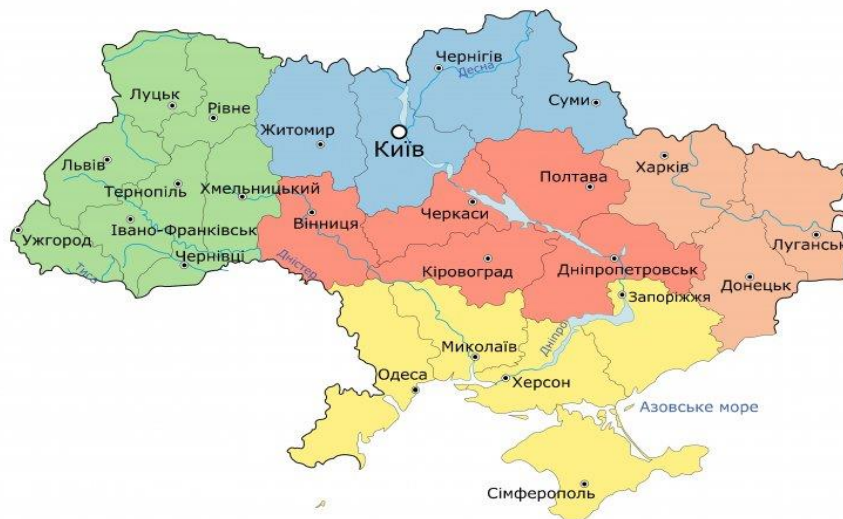 Чернігів
Десна
Луцьк
Рівне
Суми
Житомир
Київ
Львів
Харків
Тернопіль
Хмельницький
Полтава
Вінниця
Черкаси
Івано-Франківськ
Ужгород
Луганськ
Чернівці
Тиса
Дністер
Кіровоград
Дніпропетровськ
Донецьк
Запоріжжя
Миколаїв
Дніпро
Одеса
Херсон
Азовське море
Сімферополь